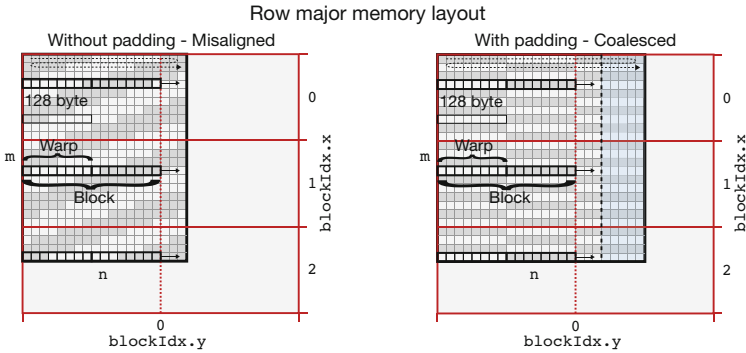 Row major memory layout
Without padding - Misaligned
With padding - Coalesced
128 byte
Warp
Block
m
n
0
1
2
blockIdx.x
0
blockIdx.y
128 byte
Warp
Block
m
n
0
1
2
blockIdx.x
0
blockIdx.y